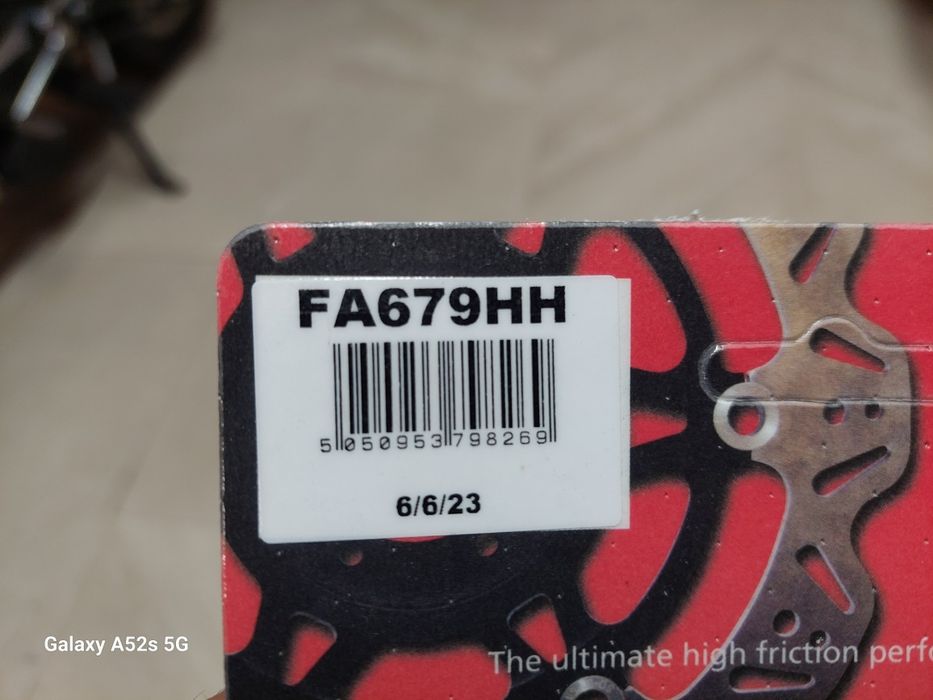 FA679HH
5 050953 798269
6/6/23
Galaxy A52s 5G
The ultimate high friction perf